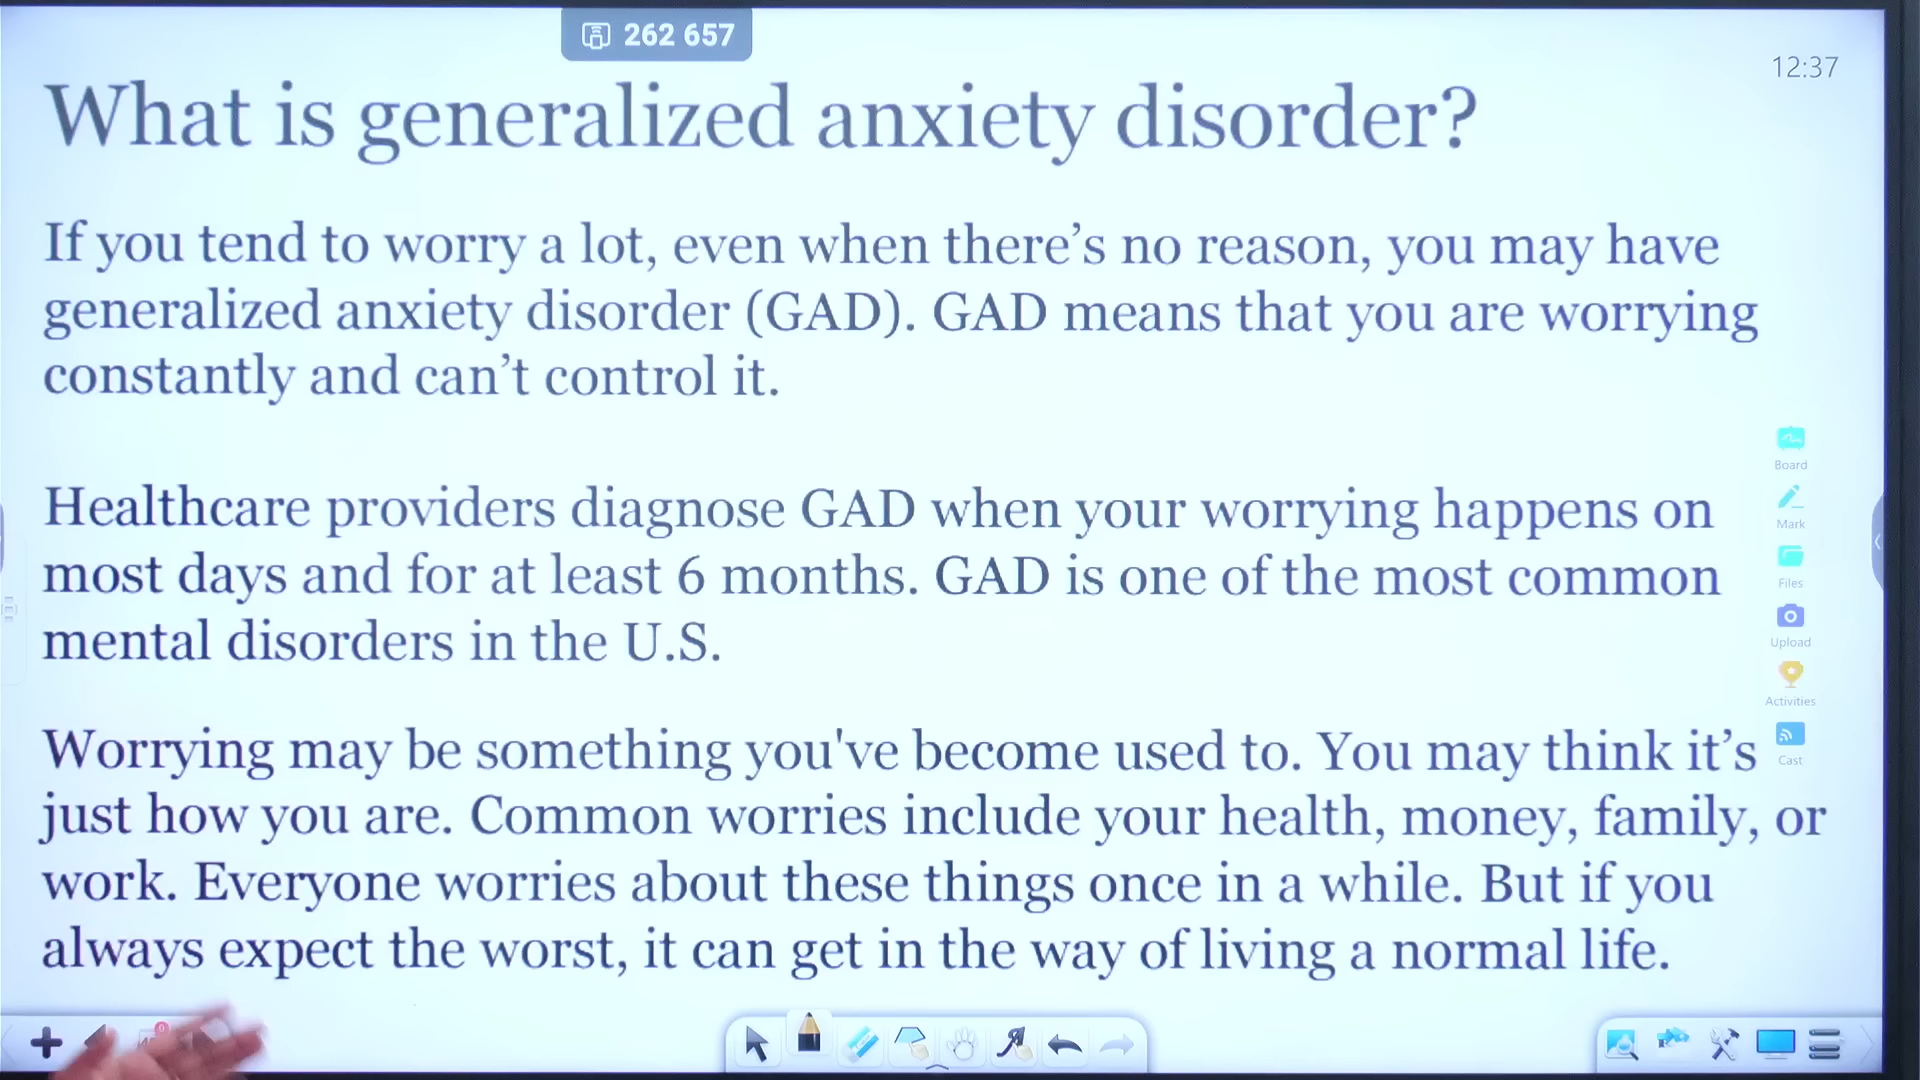 262 657
12:37
What is generalized anxiety disorder?
If you tend to worry a lot, even when there’s no reason, you may have
generalized anxiety disorder (GAD). GAD means that you are worrying
constantly and can’t control it.
Healthcare providers diagnose GAD when your worrying happens on
most days and for at least 6 months. GAD is one of the most common
mental disorders in the U.S.
Worrying may be something you've become used to. You may think it’s
just how you are. Common worries include your health, money, family, or
work. Everyone worries about these things once in a while. But if you
always expect the worst, it can get in the way of living a normal life.
Board
Mark
Files
Upload
Activities
Cast